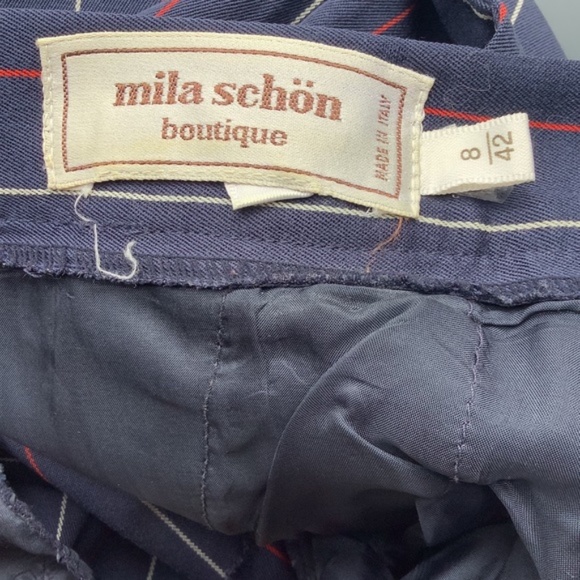 mila schön
boutique
MADE IN ITALY
8
42